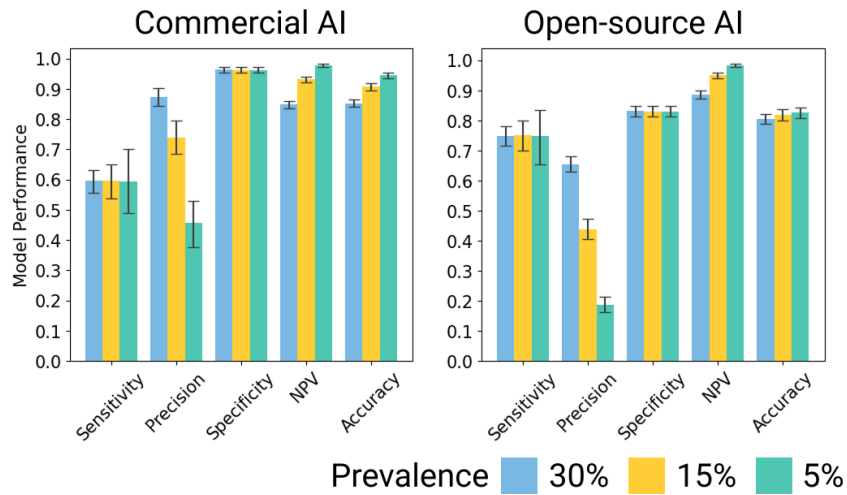 Commercial AI
Open-source AI
Model Performance
1.0
0.9
0.8
0.7
0.6
0.5
0.4
0.3
0.2
0.1
0.0
Sensitivity
Precision
Specificity
NPV
Accuracy
1.0
0.9
0.8
0.7
0.6
0.5
0.4
0.3
0.2
0.1
0.0
Sensitivity
Precision
Specificity
NPV
Accuracy
Prevalence 30% 15% 5%